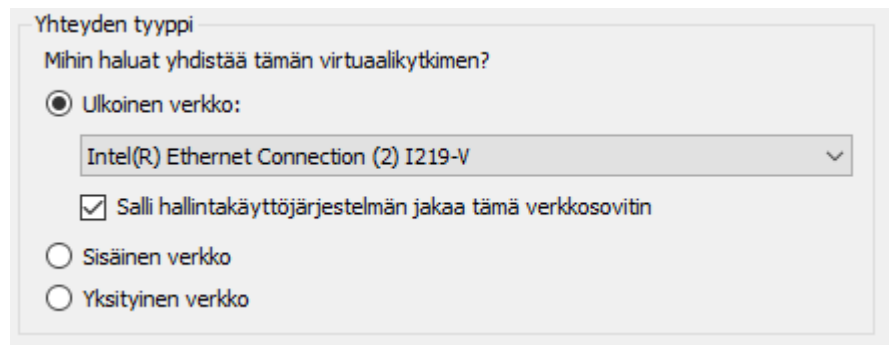 Yhteyden tyyppi
Mihin haluat yhdistää tämän virtuaalikytkimen?
Ulkoinen verkko:
Intel(R) Ethernet Connection (2) I219-V
Salli hallintakäyttöjärjestelmän jakaa tämä verkkosovitin
Sisäinen verkko
Yksityinen verkko